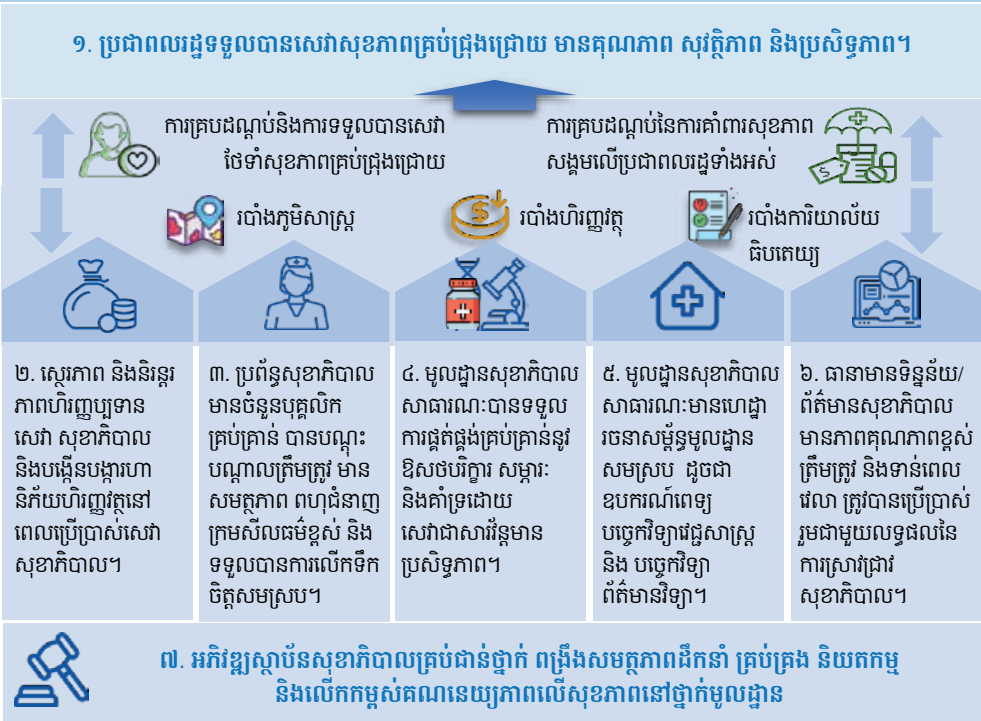 ១. ប្រជាពលរដ្ឋទទួលបានសេវាសុខភាពគ្រប់ជ្រុងជ្រោយ មានគុណភាព សុវត្ថិភាព និងប្រសិទ្ធភាព។
ការគ្របដណ្តប់និងការទទួលបានសេវា
ថែទាំសុខភាពគ្រប់ជ្រុងជ្រោយ
ការគ្របដណ្តប់នៃការគាំពារសុខភាព
សង្គមលើប្រជាពលរដ្ឋទាំងអស់
របាំងភូមិសាស្ត្រ
របាំងហិរញ្ញវត្ថុ
របាំងការិយាល័យ
ធិបតេយ្យ
២. ស្ថេរភាព និងនិរន្តរ
ភាពហិរញ្ញប្បទាន
សេវា សុខាភិបាល
និងបង្កើនបង្ការហា
និភ័យហិរញ្ញវត្ថុនៅ
ពេលប្រើប្រាស់សេវា
សុខាភិបាល។
៣. ប្រព័ន្ធសុខាភិបាល
មានចំនួនបុគ្គលិក
គ្រប់គ្រាន់ បានបណ្តុះ
បណ្តាលត្រឹមត្រូវ មាន
សមត្ថភាព ពហុជំនាញ
ក្រមសីលធម៌ខ្ពស់ និង
ទទួលបានការលើកទឹក
ចិត្តសមស្រប។
៤. មូលដ្ឋានសុខាភិបាល
សាធារណៈបានទទួល
ការផ្គត់ផ្គង់គ្រប់គ្រាន់នូវ
ឱសថបរិក្ខារ សម្ភារៈ
និងគាំទ្រដោយ
សេវាជាសារវ័ន្តមាន
ប្រសិទ្ធភាព។
៥. មូលដ្ឋានសុខាភិបាល
សាធារណៈមានហេដ្ឋា
រចនាសម្ព័ន្ធមូលដ្ឋាន
សមស្រប ដូចជា
ឧបករណ៍ពេទ្យ
បច្ចេកវិទ្យាវេជ្ជសាស្ត្រ
និង បច្ចេកវិទ្យា
ព័ត៌មានវិទ្យា។
៦. ធានាមានទិន្នន័យ/
ព័ត៌មានសុខាភិបាល
មានភាពគុណភាពខ្ពស់
ត្រឹមត្រូវ និងទាន់ពេល
វេលា ត្រូវបានប្រើប្រាស់
រួមជាមួយលទ្ធផលនៃ
ការស្រាវជ្រាវ
សុខាភិបាល។
៧. អភិវឌ្ឍស្ថាប័នសុខាភិបាលគ្រប់ជាន់ថ្នាក់ ពង្រឹងសមត្ថភាពដឹកនាំ គ្រប់គ្រង និយតកម្ម
និងលើកកម្ពស់គណនេយ្យភាពលើសុខភាពនៅថ្នាក់មូលដ្ឋាន